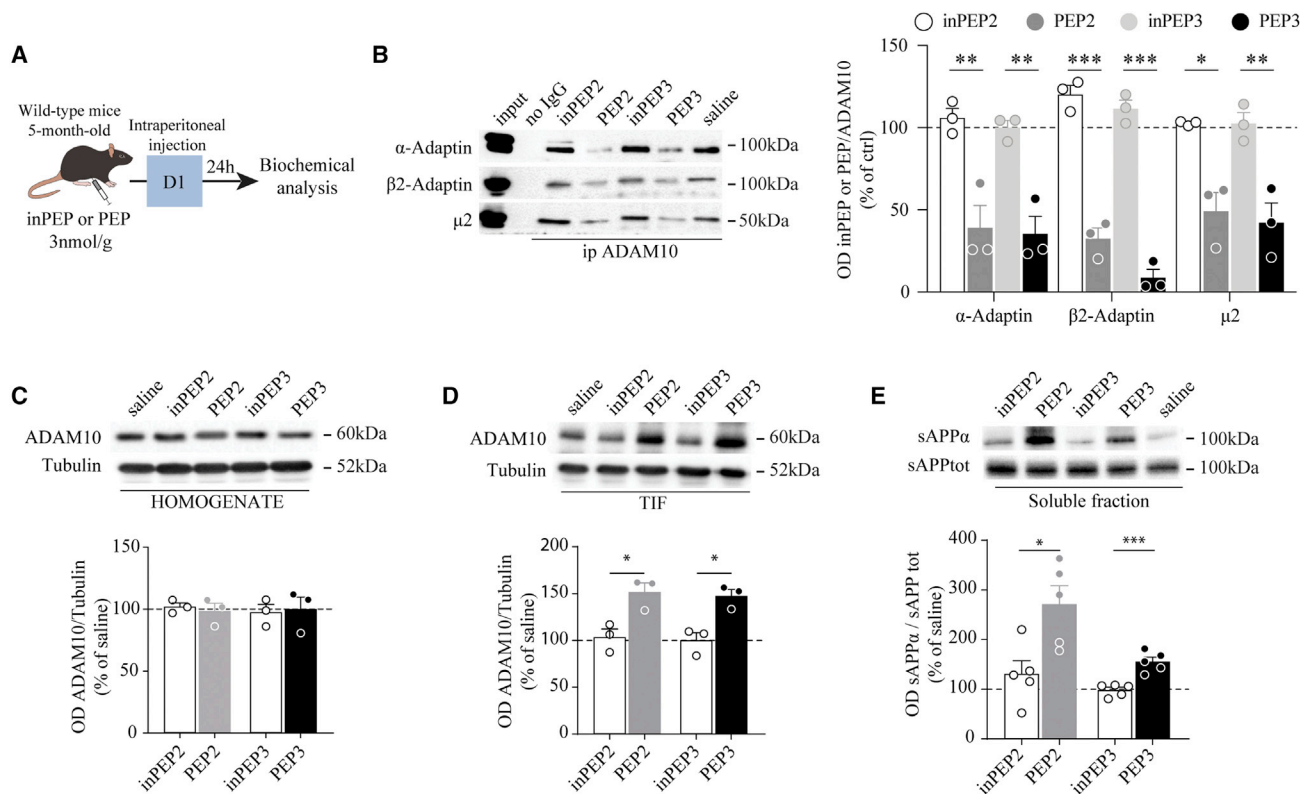 A
Wild-type mice
5-month-old
Intraperitoneal
injection
D1
24h
Biochemical
analysis
inPEP or PEP
3nmol/g
B
input
no IgG
inPEP2
PEP2
inPEP3
PEP3
saline
α-Adaptin
- 100kDa
β2-Adaptin
- 100kDa
μ2
- 50kDa
ip ADAM10
inPEP2 PEP2 inPEP3 PEP3
OD inPEP or PEP/ADAM10
(% of ctrl)
150
100
50
0
** ** *** *** * **
α-Adaptin β2-Adaptin μ2
C
saline inPEP2 PEP2 inPEP3 PEP3
ADAM10 - 60kDa
Tubulin - 52kDa
HOMOGENATE
OD ADAM10/Tubulin
(% of saline)
150
100
50
0
inPEP2 PEP2 inPEP3 PEP3
D
saline inPEP2 PEP2 inPEP3 PEP3
ADAM10 - 60kDa
Tubulin - 52kDa
TIF
OD ADAM10/Tubulin
(% of saline)
200
150
100
50
0
* *
inPEP2 PEP2 inPEP3 PEP3
E
inPEP2 PEP2 inPEP3 PEP3 saline
sAPPα - 100kDa
sAPPtot - 100kDa
Soluble fraction
OD sAPPα / sAPP tot
(% of saline)
400
300
200
100
0
* ***
inPEP2 PEP2 inPEP3 PEP3